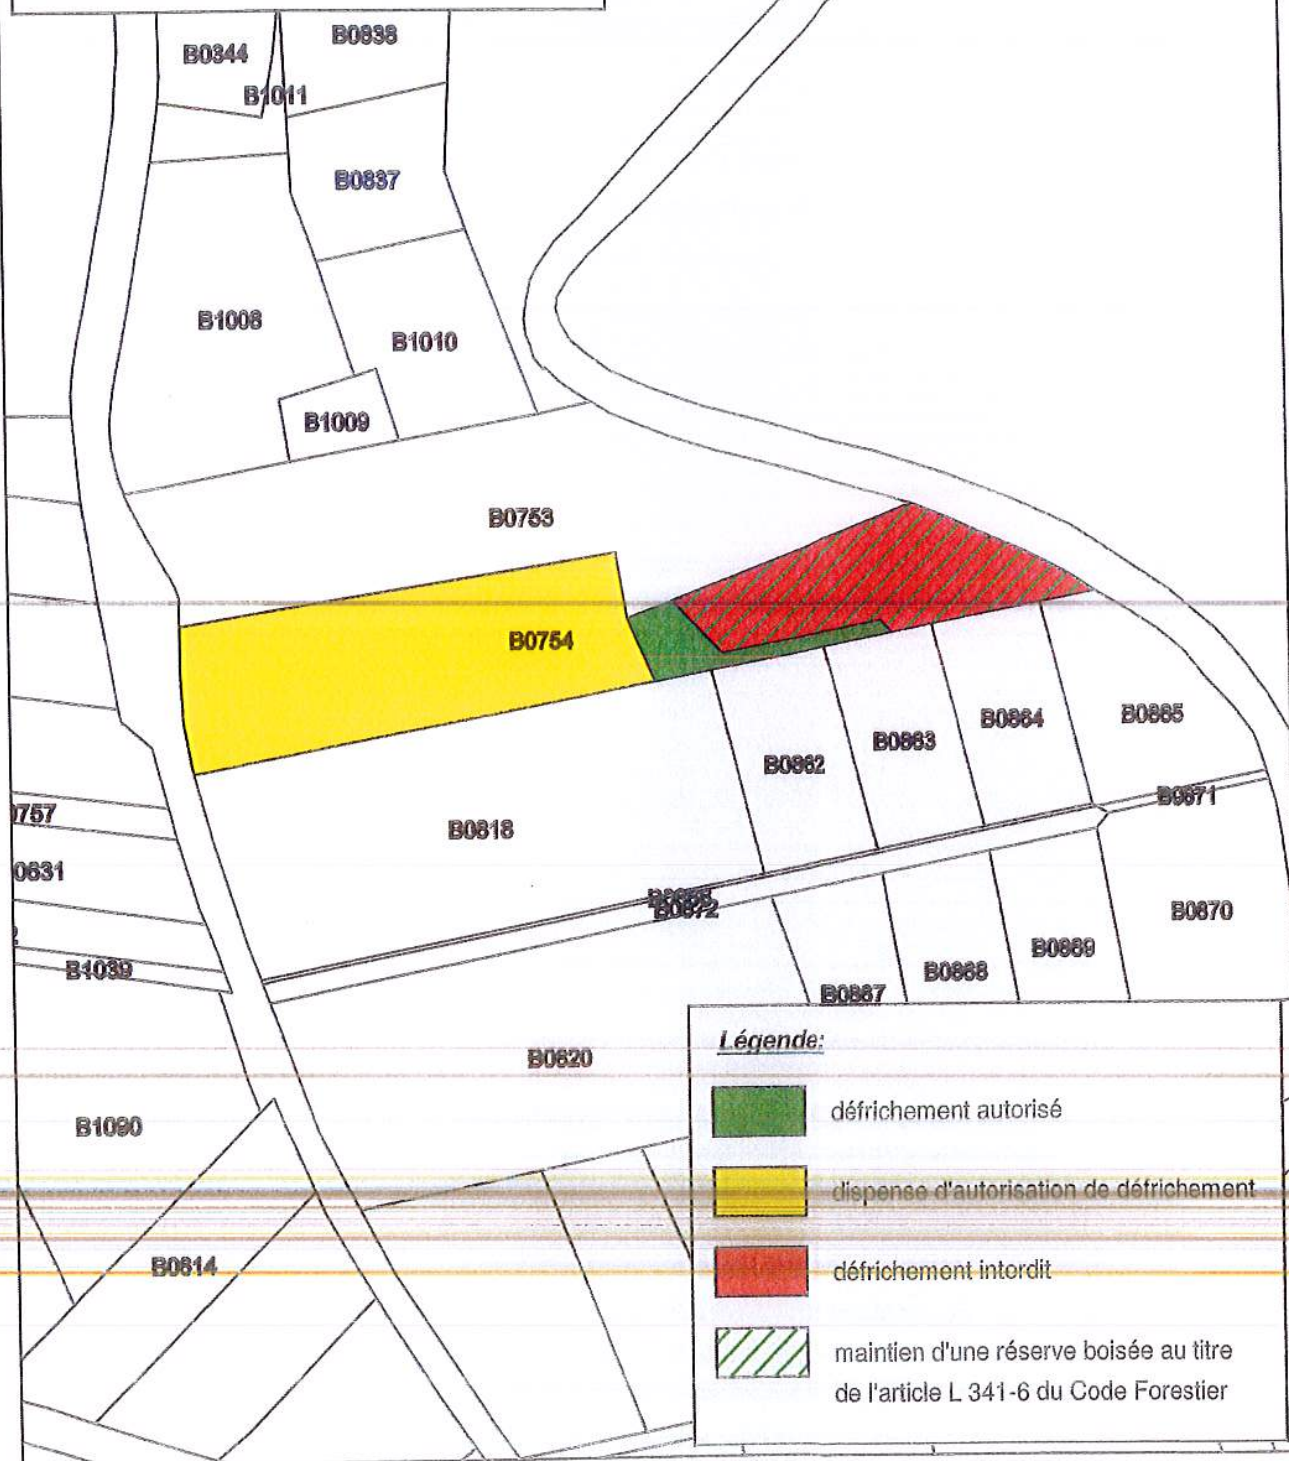 B0838
B0344
B1011
B0837
B1008
B1010
B1009
B0753
B0754
B0865
B0864
B0863
B0862
B0871
0757
B0818
0631
B0872
B0870
B0869
B1039
B0868
B0867
Légende:
B0620
défrichement autorisé
B1090
dispense d'autorisation de défrichement
B0614
défrichement interdit
maintien d'une réserve boisée au titre
de l'article L 341-6 du Code Forestier